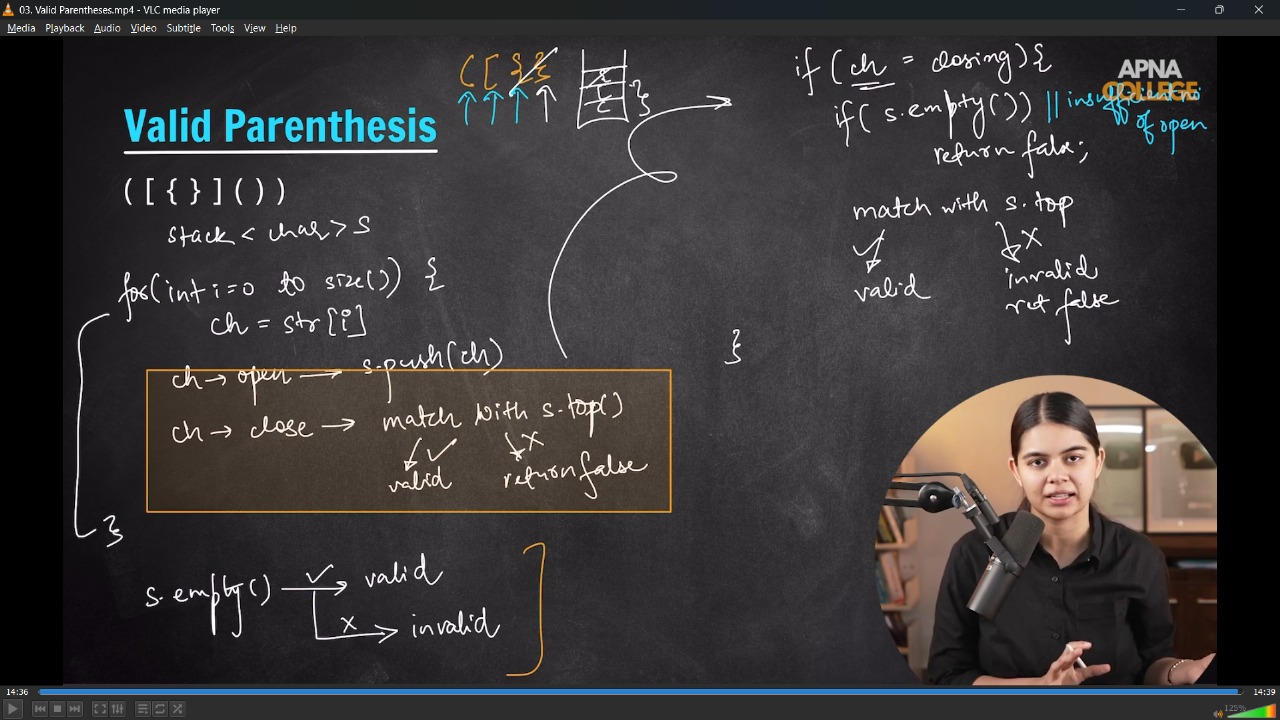 03. Valid Parentheses.mp4 - VLC media player
Media Playback Audio Video Subtitle Tools View Help
Valid Parenthesis
( [ { } ] ( ) )
stack < char > s
for(int i=0 to size()) {
ch = str[i]
ch → open → s.push(ch)
ch → close → match with s.top()
✓ X
valid return false
}
s.empty() ✓ → valid
X → invalid
( [ { }
{
[
(
}
APNA
COLLEGE
if ( ch = closing) {
if( s.empty()) || insufficient no
of open
return false;
match with s.top
✓ X
valid invalid
ret false
}
14:36 14:39
125%